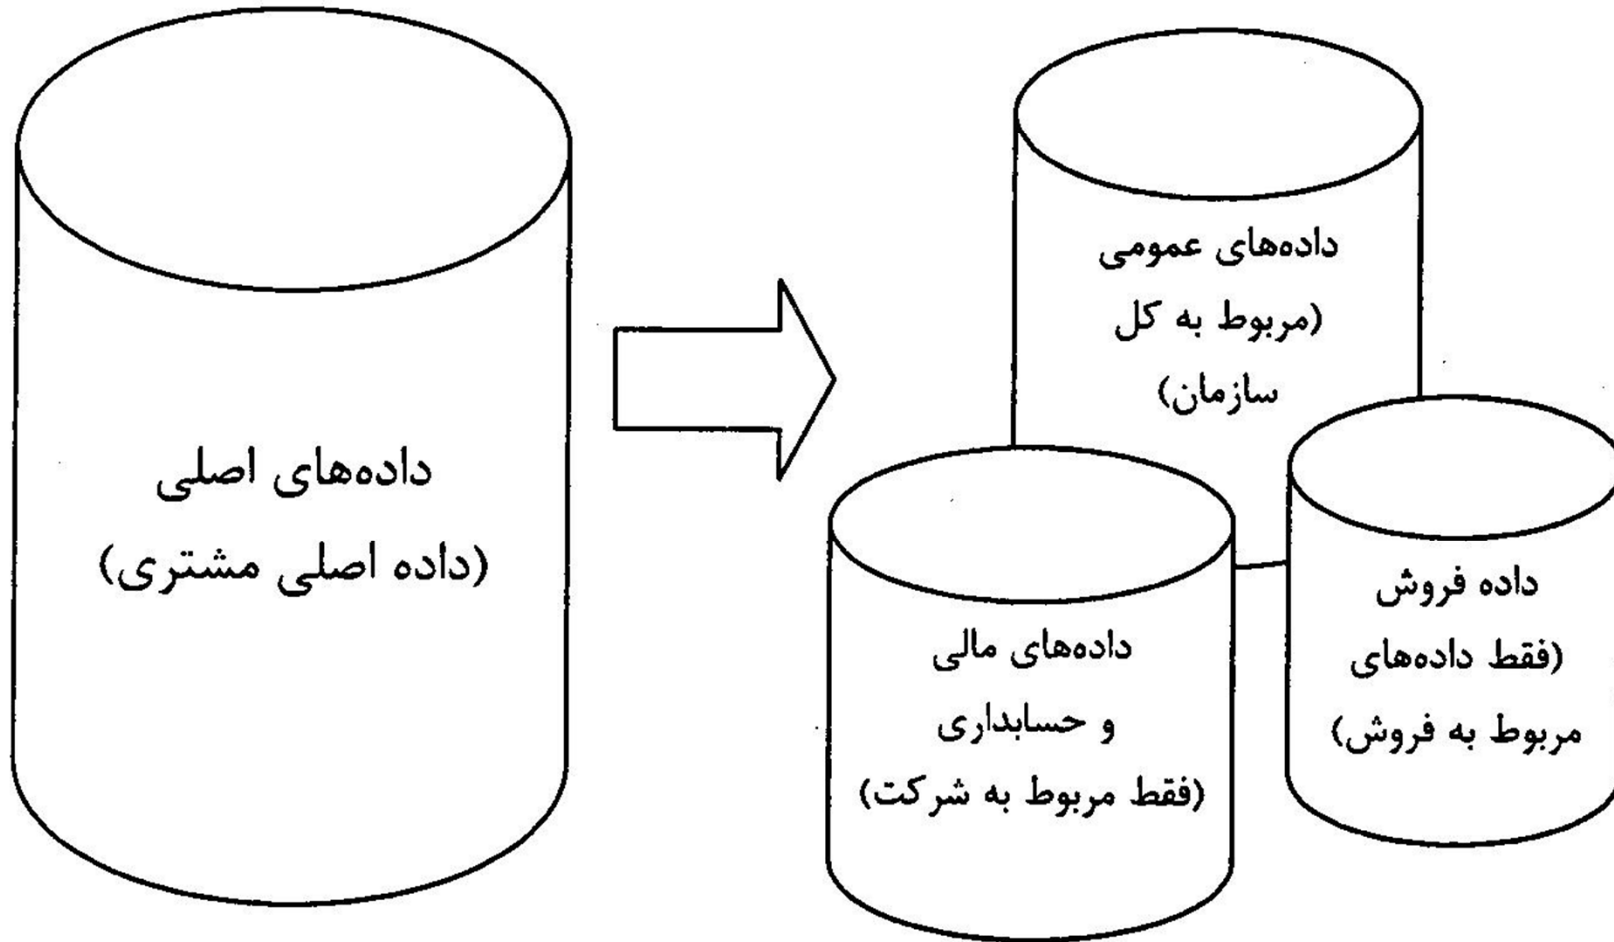 داده‌های اصلی
(داده اصلی مشتری)
داده‌های عمومی
(مربوط به کل
سازمان)
داده‌های مالی
و حسابداری
(فقط مربوط به شرکت)
داده فروش
(فقط داده‌های
مربوط به فروش)